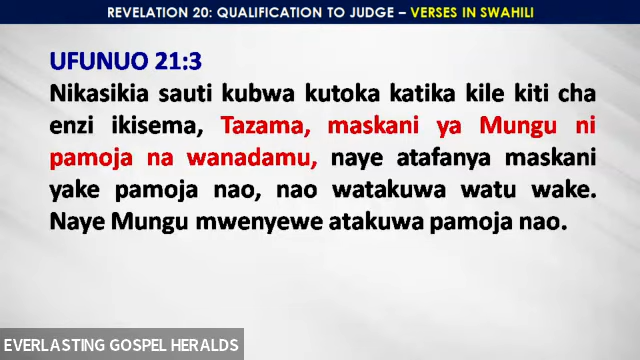 REVELATION 20: QUALIFICATION TO JUDGE – VERSES IN SWAHILI
UFUNUO 21:3
Nikasikia sauti kubwa kutoka katika kile kiti cha
enzi ikisema, Tazama, maskani ya Mungu ni
pamoja na wanadamu, naye atafanya maskani
yake pamoja nao, nao watakuwa watu wake.
Naye Mungu mwenyewe atakuwa pamoja nao.
EVERLASTING GOSPEL HERALDS